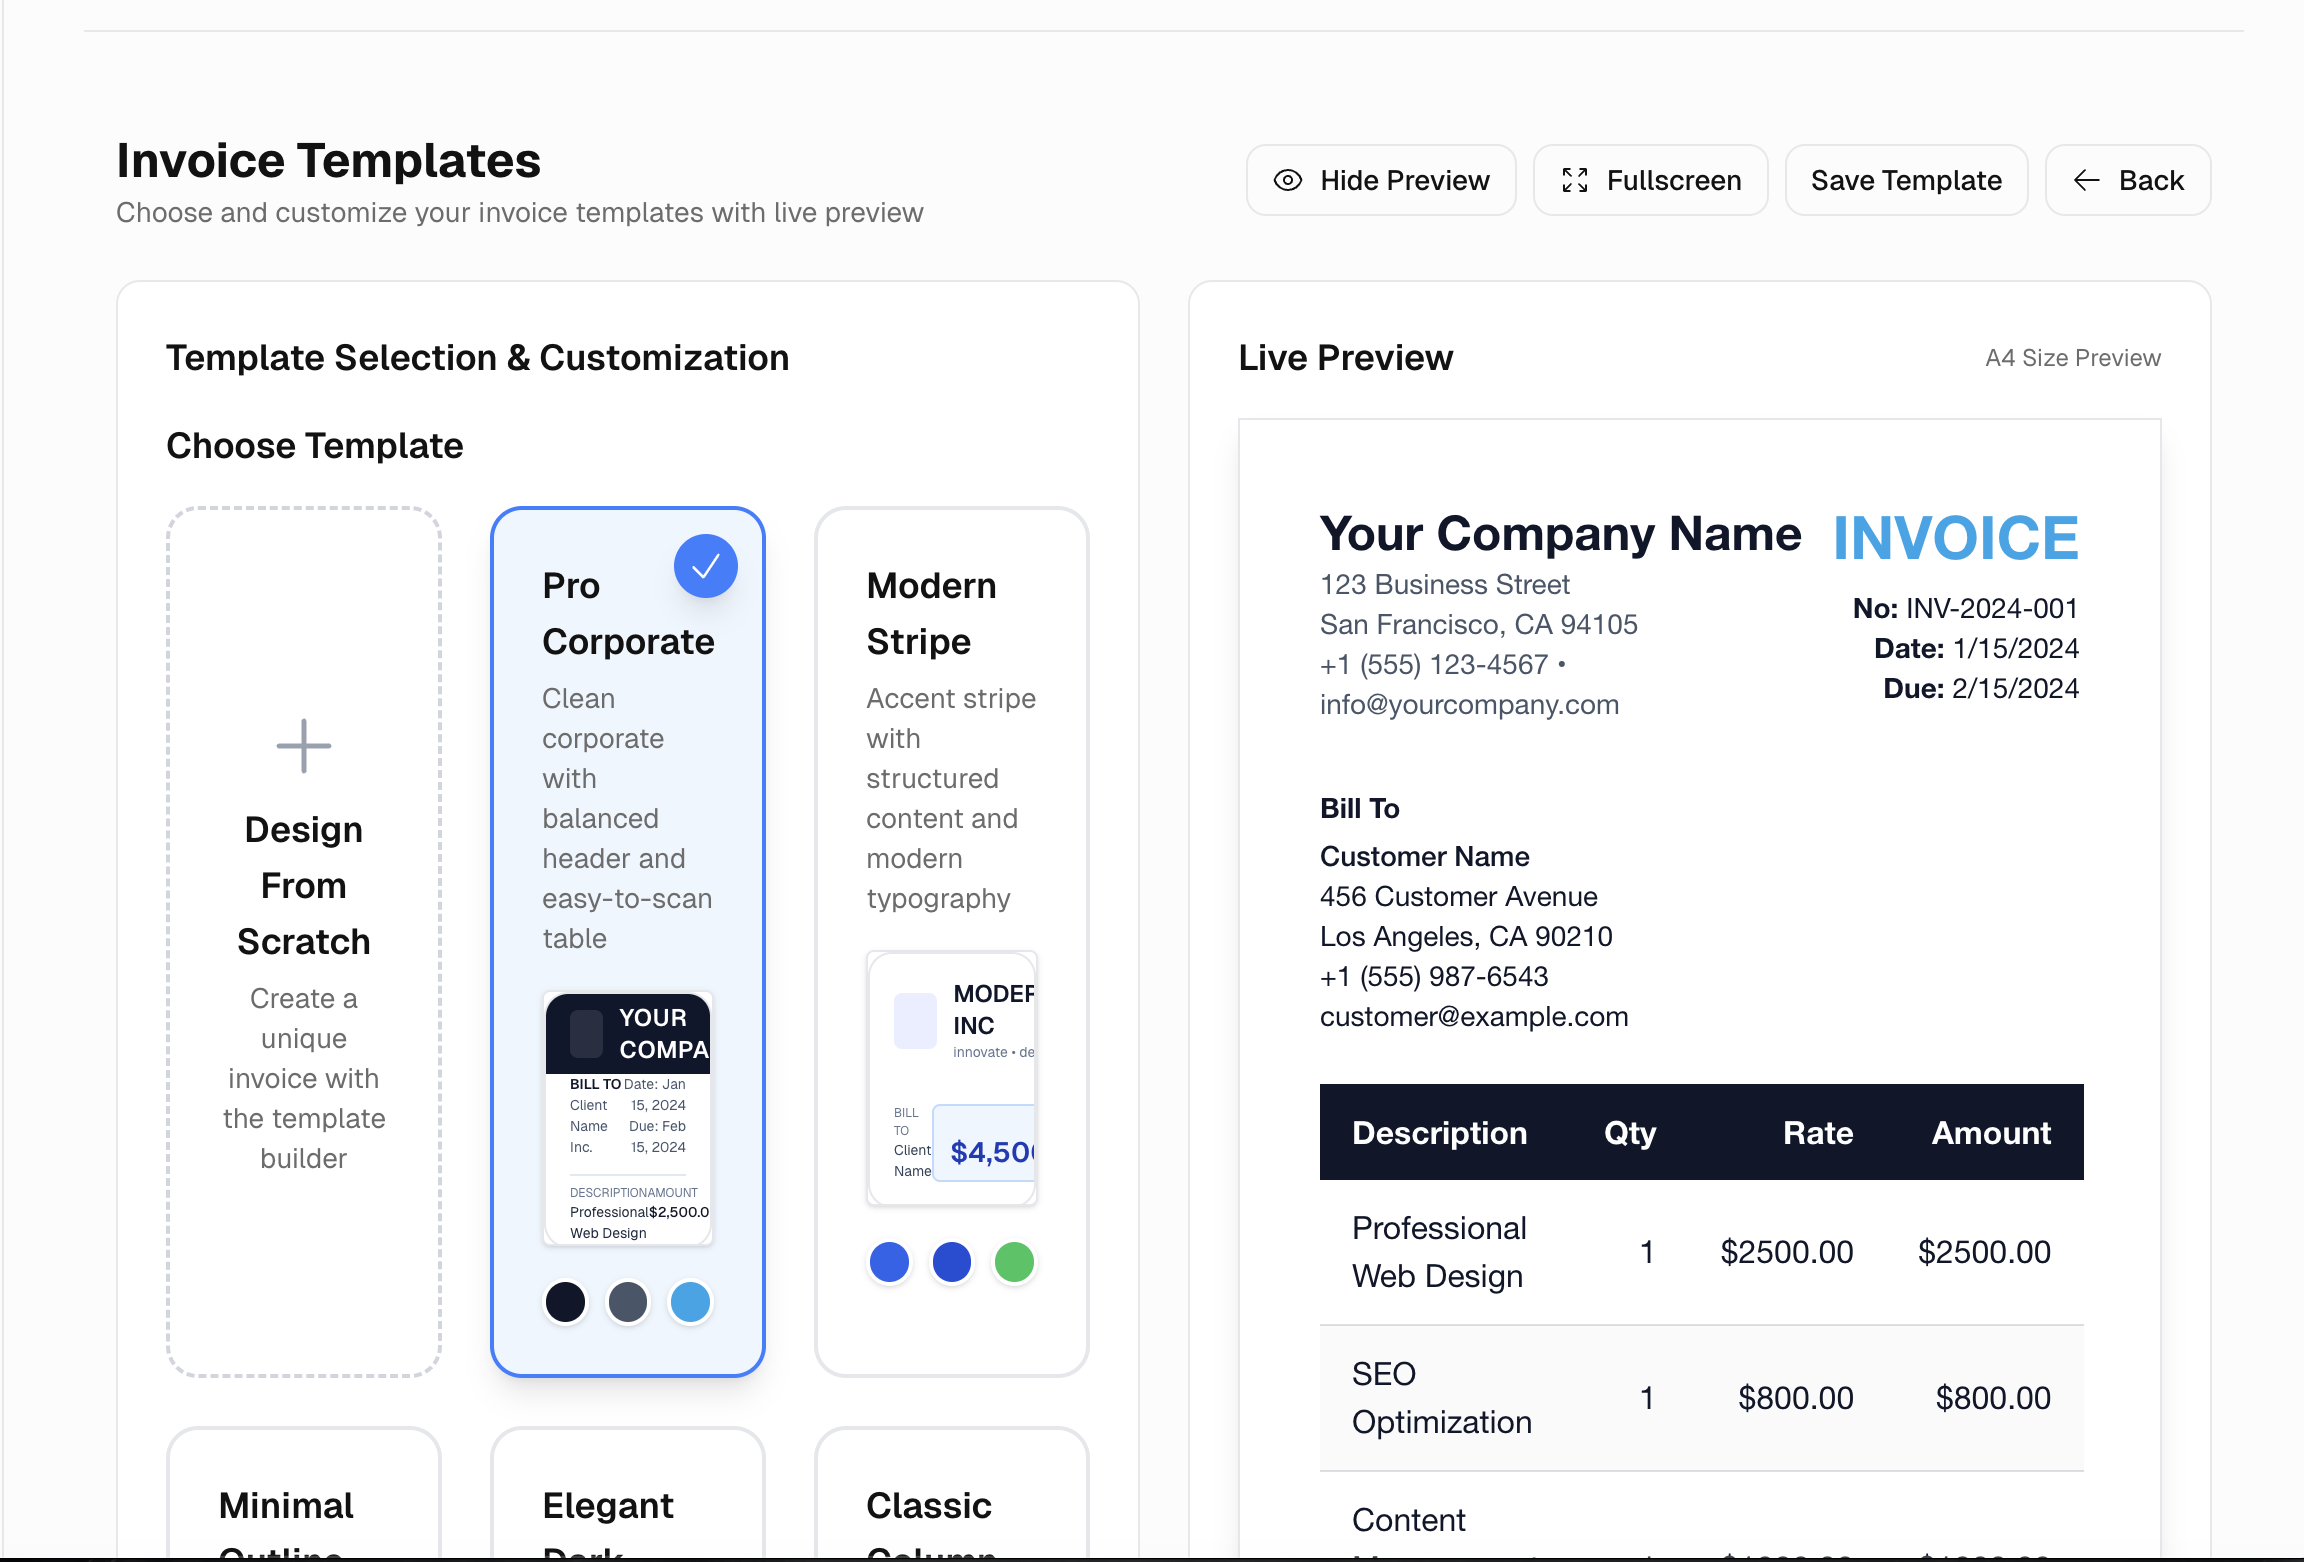 Invoice Templates
Choose and customize your invoice templates with live preview
Hide Preview
Fullscreen
Save Template
Back
Template Selection & Customization
Choose Template
Design
From
Scratch
Create a
unique
invoice with
the template
builder
Pro
Corporate
Clean
corporate
with
balanced
header and
easy-to-scan
table
YOUR
COMPA
BILL TO Date: Jan
Client 15, 2024
Name Due: Feb
Inc. 15, 2024
DESCRIPTIONAMOUNT
Professional$2,500.0
Web Design
Modern
Stripe
Accent stripe
with
structured
content and
modern
typography
MODER
INC
innovate • de
BILL
TO
Client
Name
$4,500
Minimal
Outline
Elegant
Dark
Classic
Column
Live Preview
A4 Size Preview
Your Company Name
123 Business Street
San Francisco, CA 94105
+1 (555) 123-4567 •
info@yourcompany.com
INVOICE
No: INV-2024-001
Date: 1/15/2024
Due: 2/15/2024
Bill To
Customer Name
456 Customer Avenue
Los Angeles, CA 90210
+1 (555) 987-6543
customer@example.com
Description Qty Rate Amount
Professional
Web Design 1 $2500.00 $2500.00
SEO
Optimization 1 $800.00 $800.00
Content